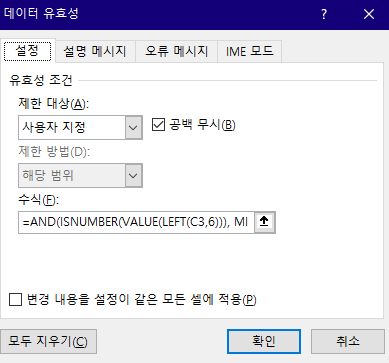 데이터 유효성
? ×
설정 설명 메시지 오류 메시지 IME 모드
유효성 조건
제한 대상(A):
사용자 지정 공백 무시(B)
제한 방법(D):
해당 범위
수식(F):
=AND(ISNUMBER(VALUE(LEFT(C3,6))), MI
변경 내용을 설정이 같은 모든 셀에 적용(P)
모두 지우기(C) 확인 취소